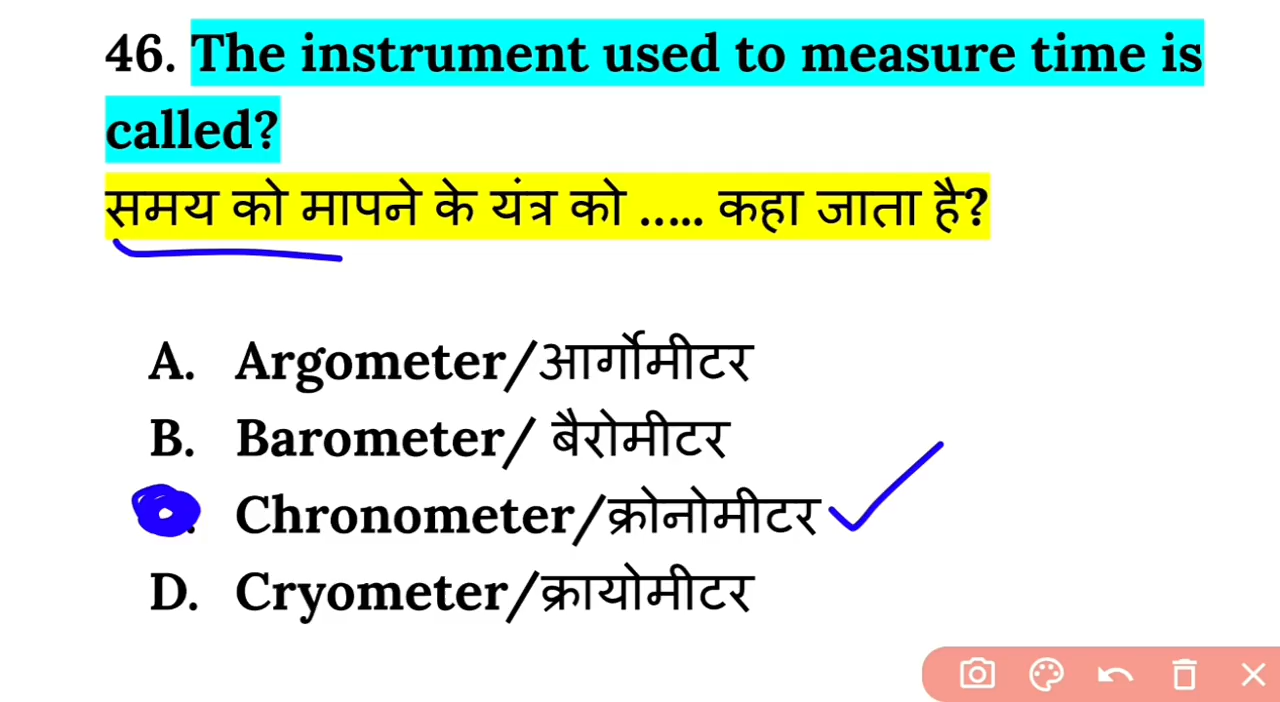 46. The instrument used to measure time is
called?
समय को मापने के यंत्र को ..... कहा जाता है?
A. Argometer/आर्गोमीटर
B. Barometer/ बैरोमीटर
Chronometer/क्रोनोमीटर
D. Cryometer/क्रायोमीटर